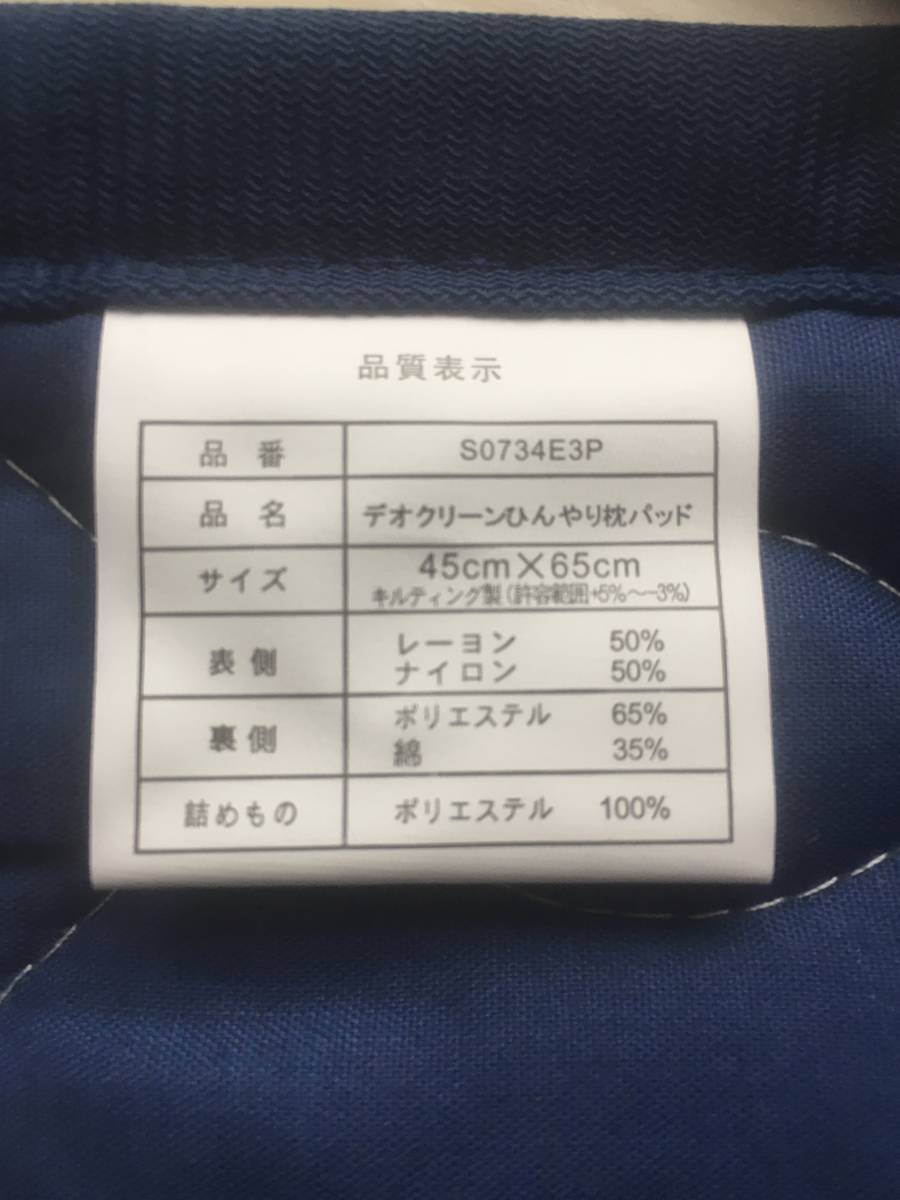 品質表示
品番 S0734E3P
品名 デオクリーンひんやり枕パッド
サイズ 45cm×65cm
キルティング製(許容範囲+5%～-3%)
表側 レーヨン 50%
ナイロン 50%
裏側 ポリエステル 65%
綿 35%
詰めもの ポリエステル 100%